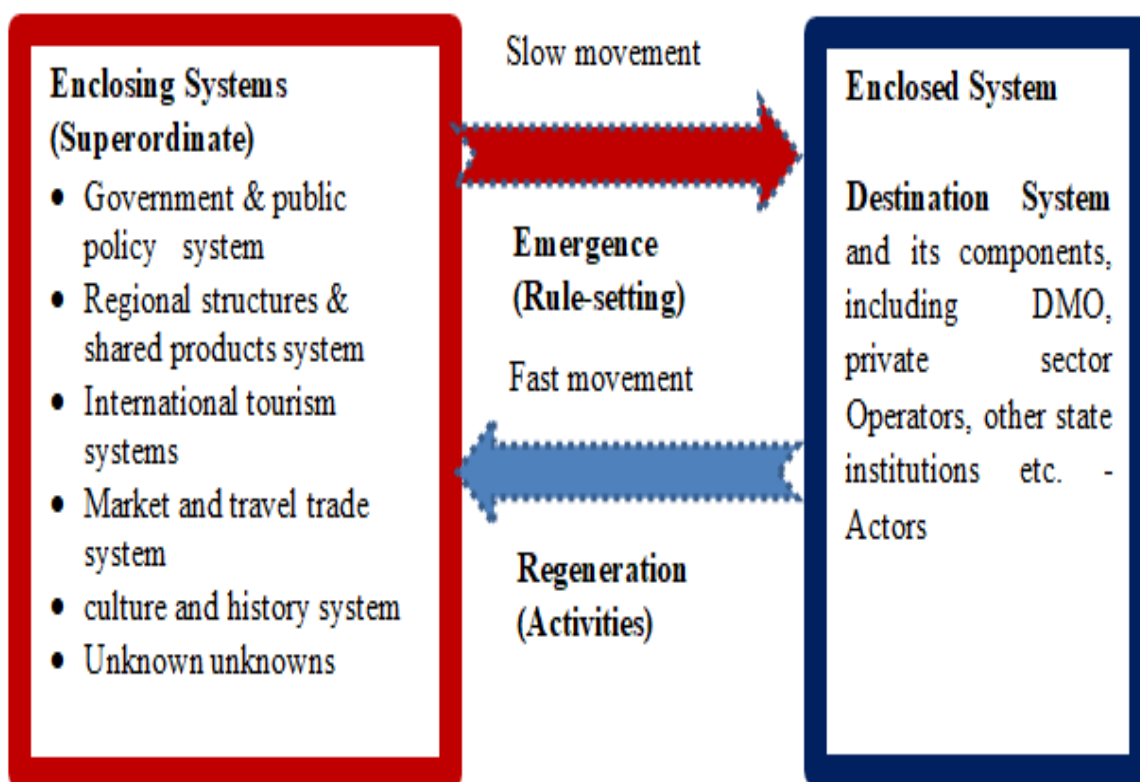 Enclosing Systems
(Superordinate)
• Government & public
policy system
• Regional structures &
shared products system
• International tourism
systems
• Market and travel trade
system
• culture and history system
• Unknown unknowns
Slow movement
Emergence
(Rule-setting)
Fast movement
Regeneration
(Activities)
Enclosed System
Destination System
and its components,
including DMO,
private sector
Operators, other state
institutions etc. -
Actors